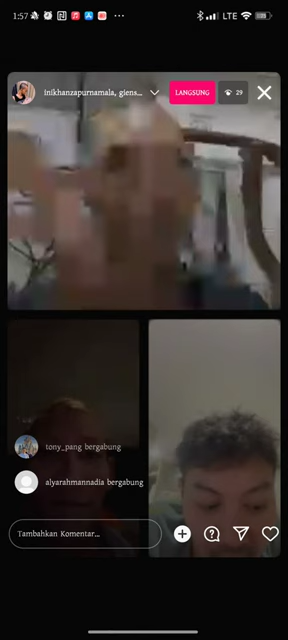 1:57
LTE
inikhanzapurnamala, giens...
LANGSUNG
29
tony_pang bergabung
alyarahmannadia bergabung
Tambahkan Komentar...